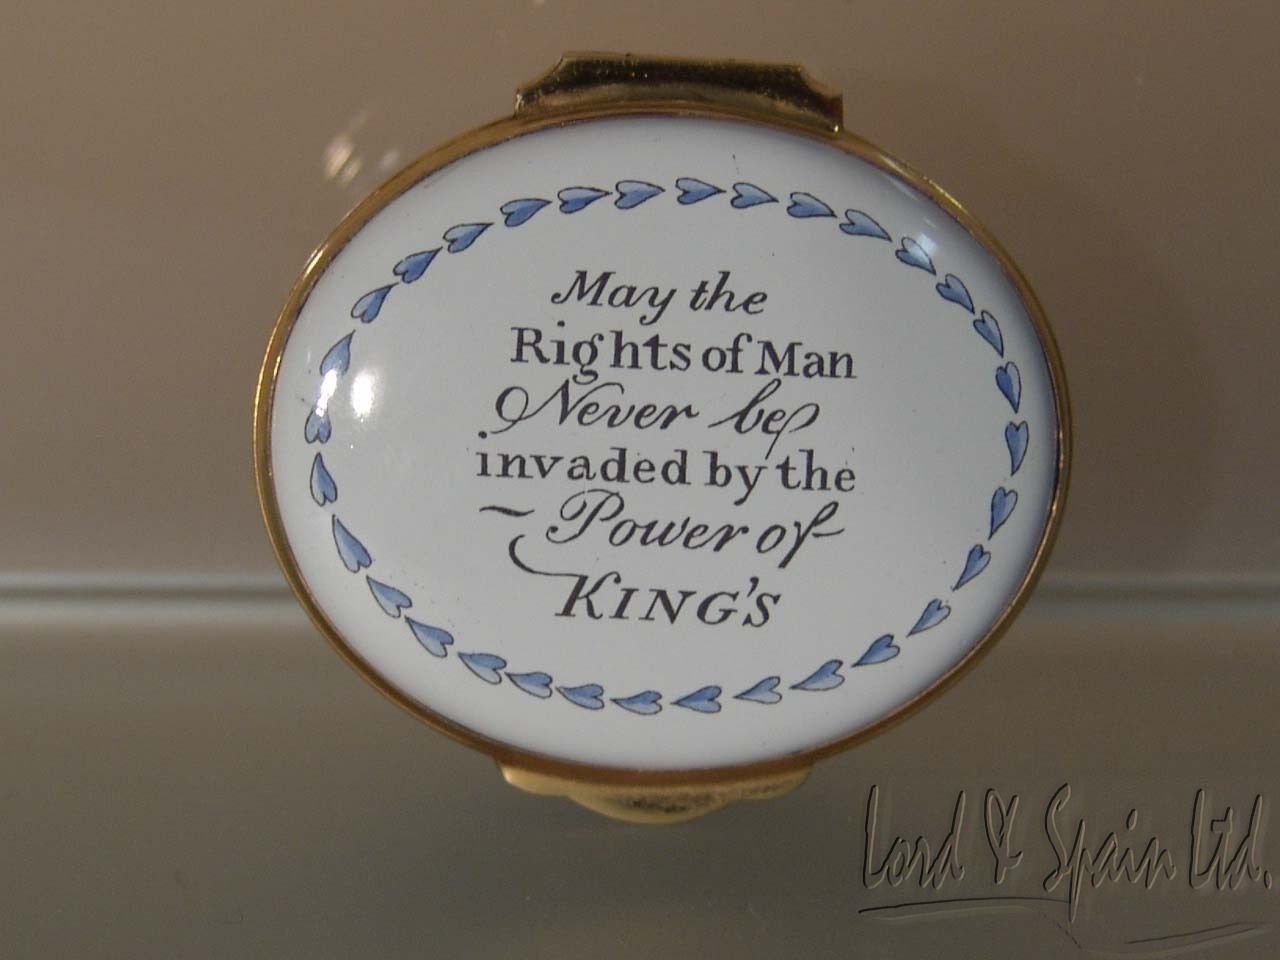 May the
Rights of Man
Never be
invaded by the
~ Power of
KING'S
Lord & Spain Ltd.